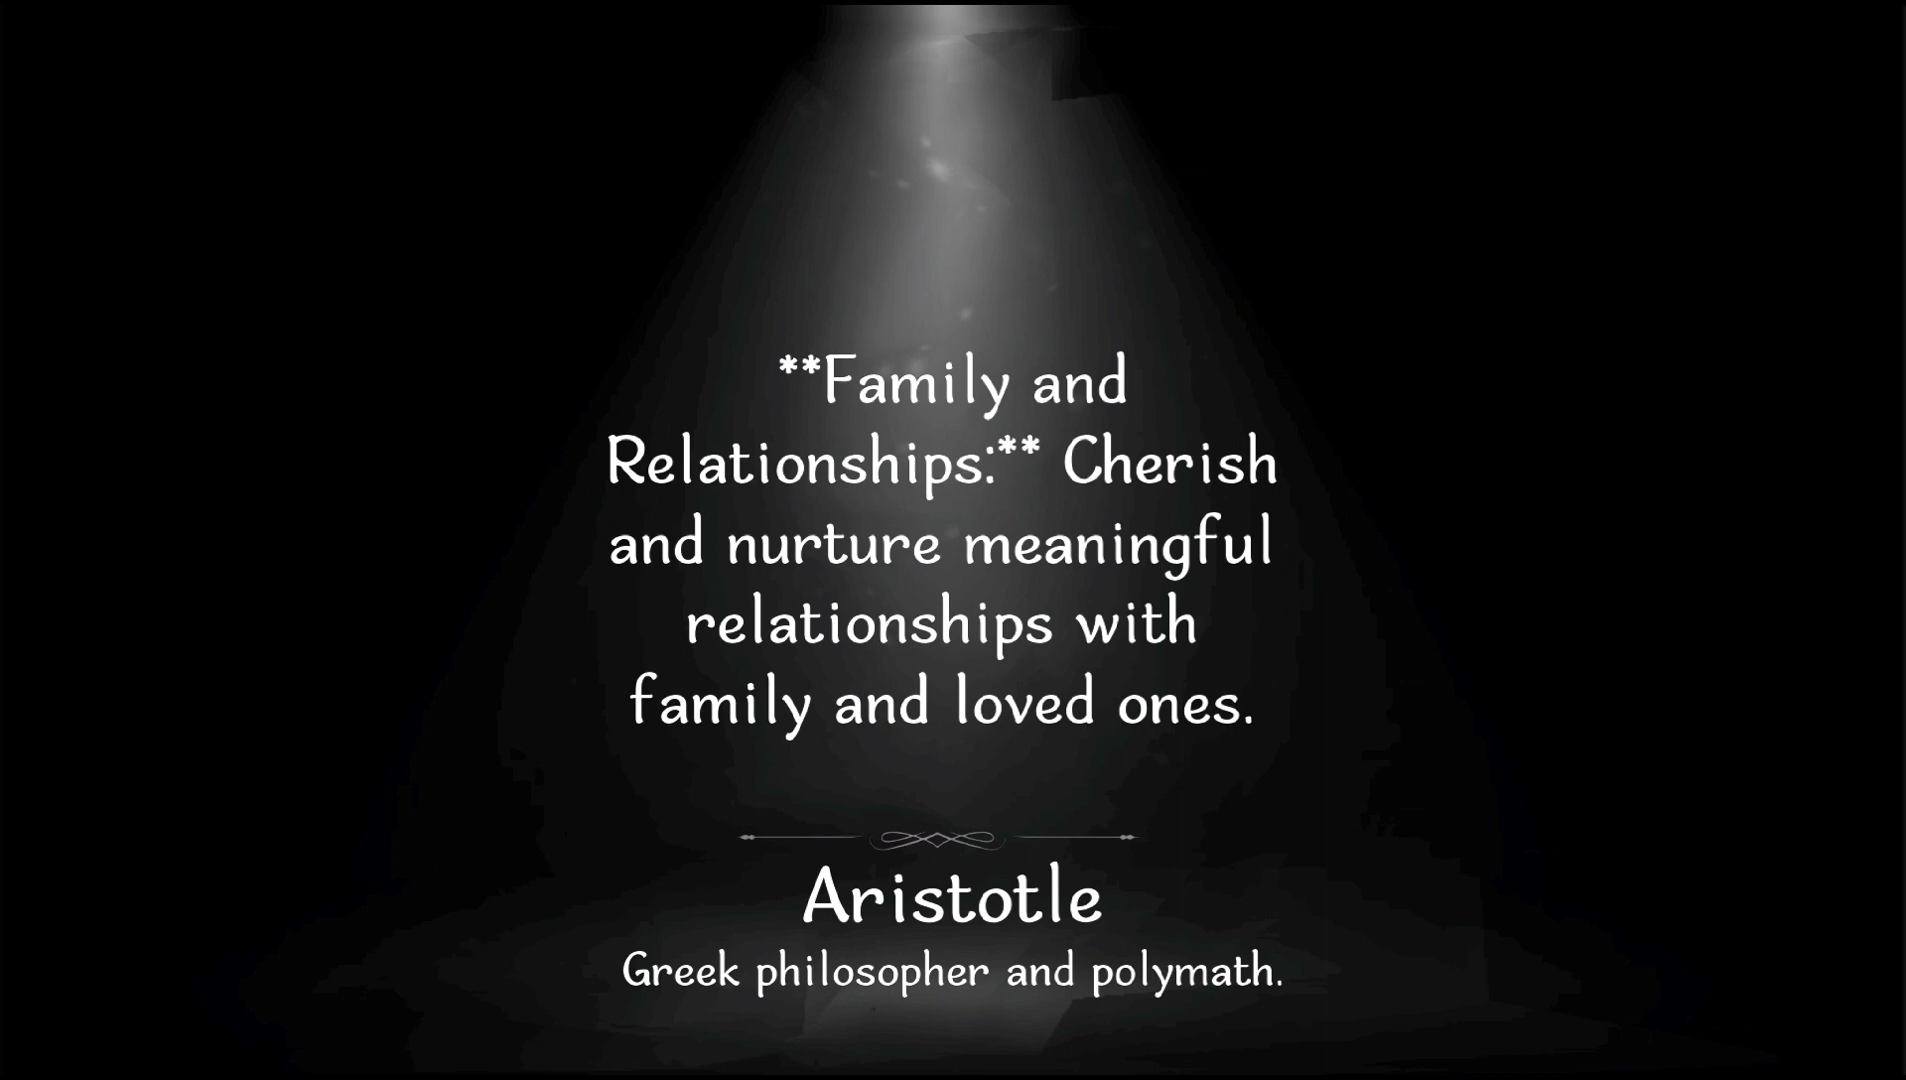 **Family and
Relationships:** Cherish
and nurture meaningful
relationships with
family and loved ones.
Aristotle
Greek philosopher and polymath.